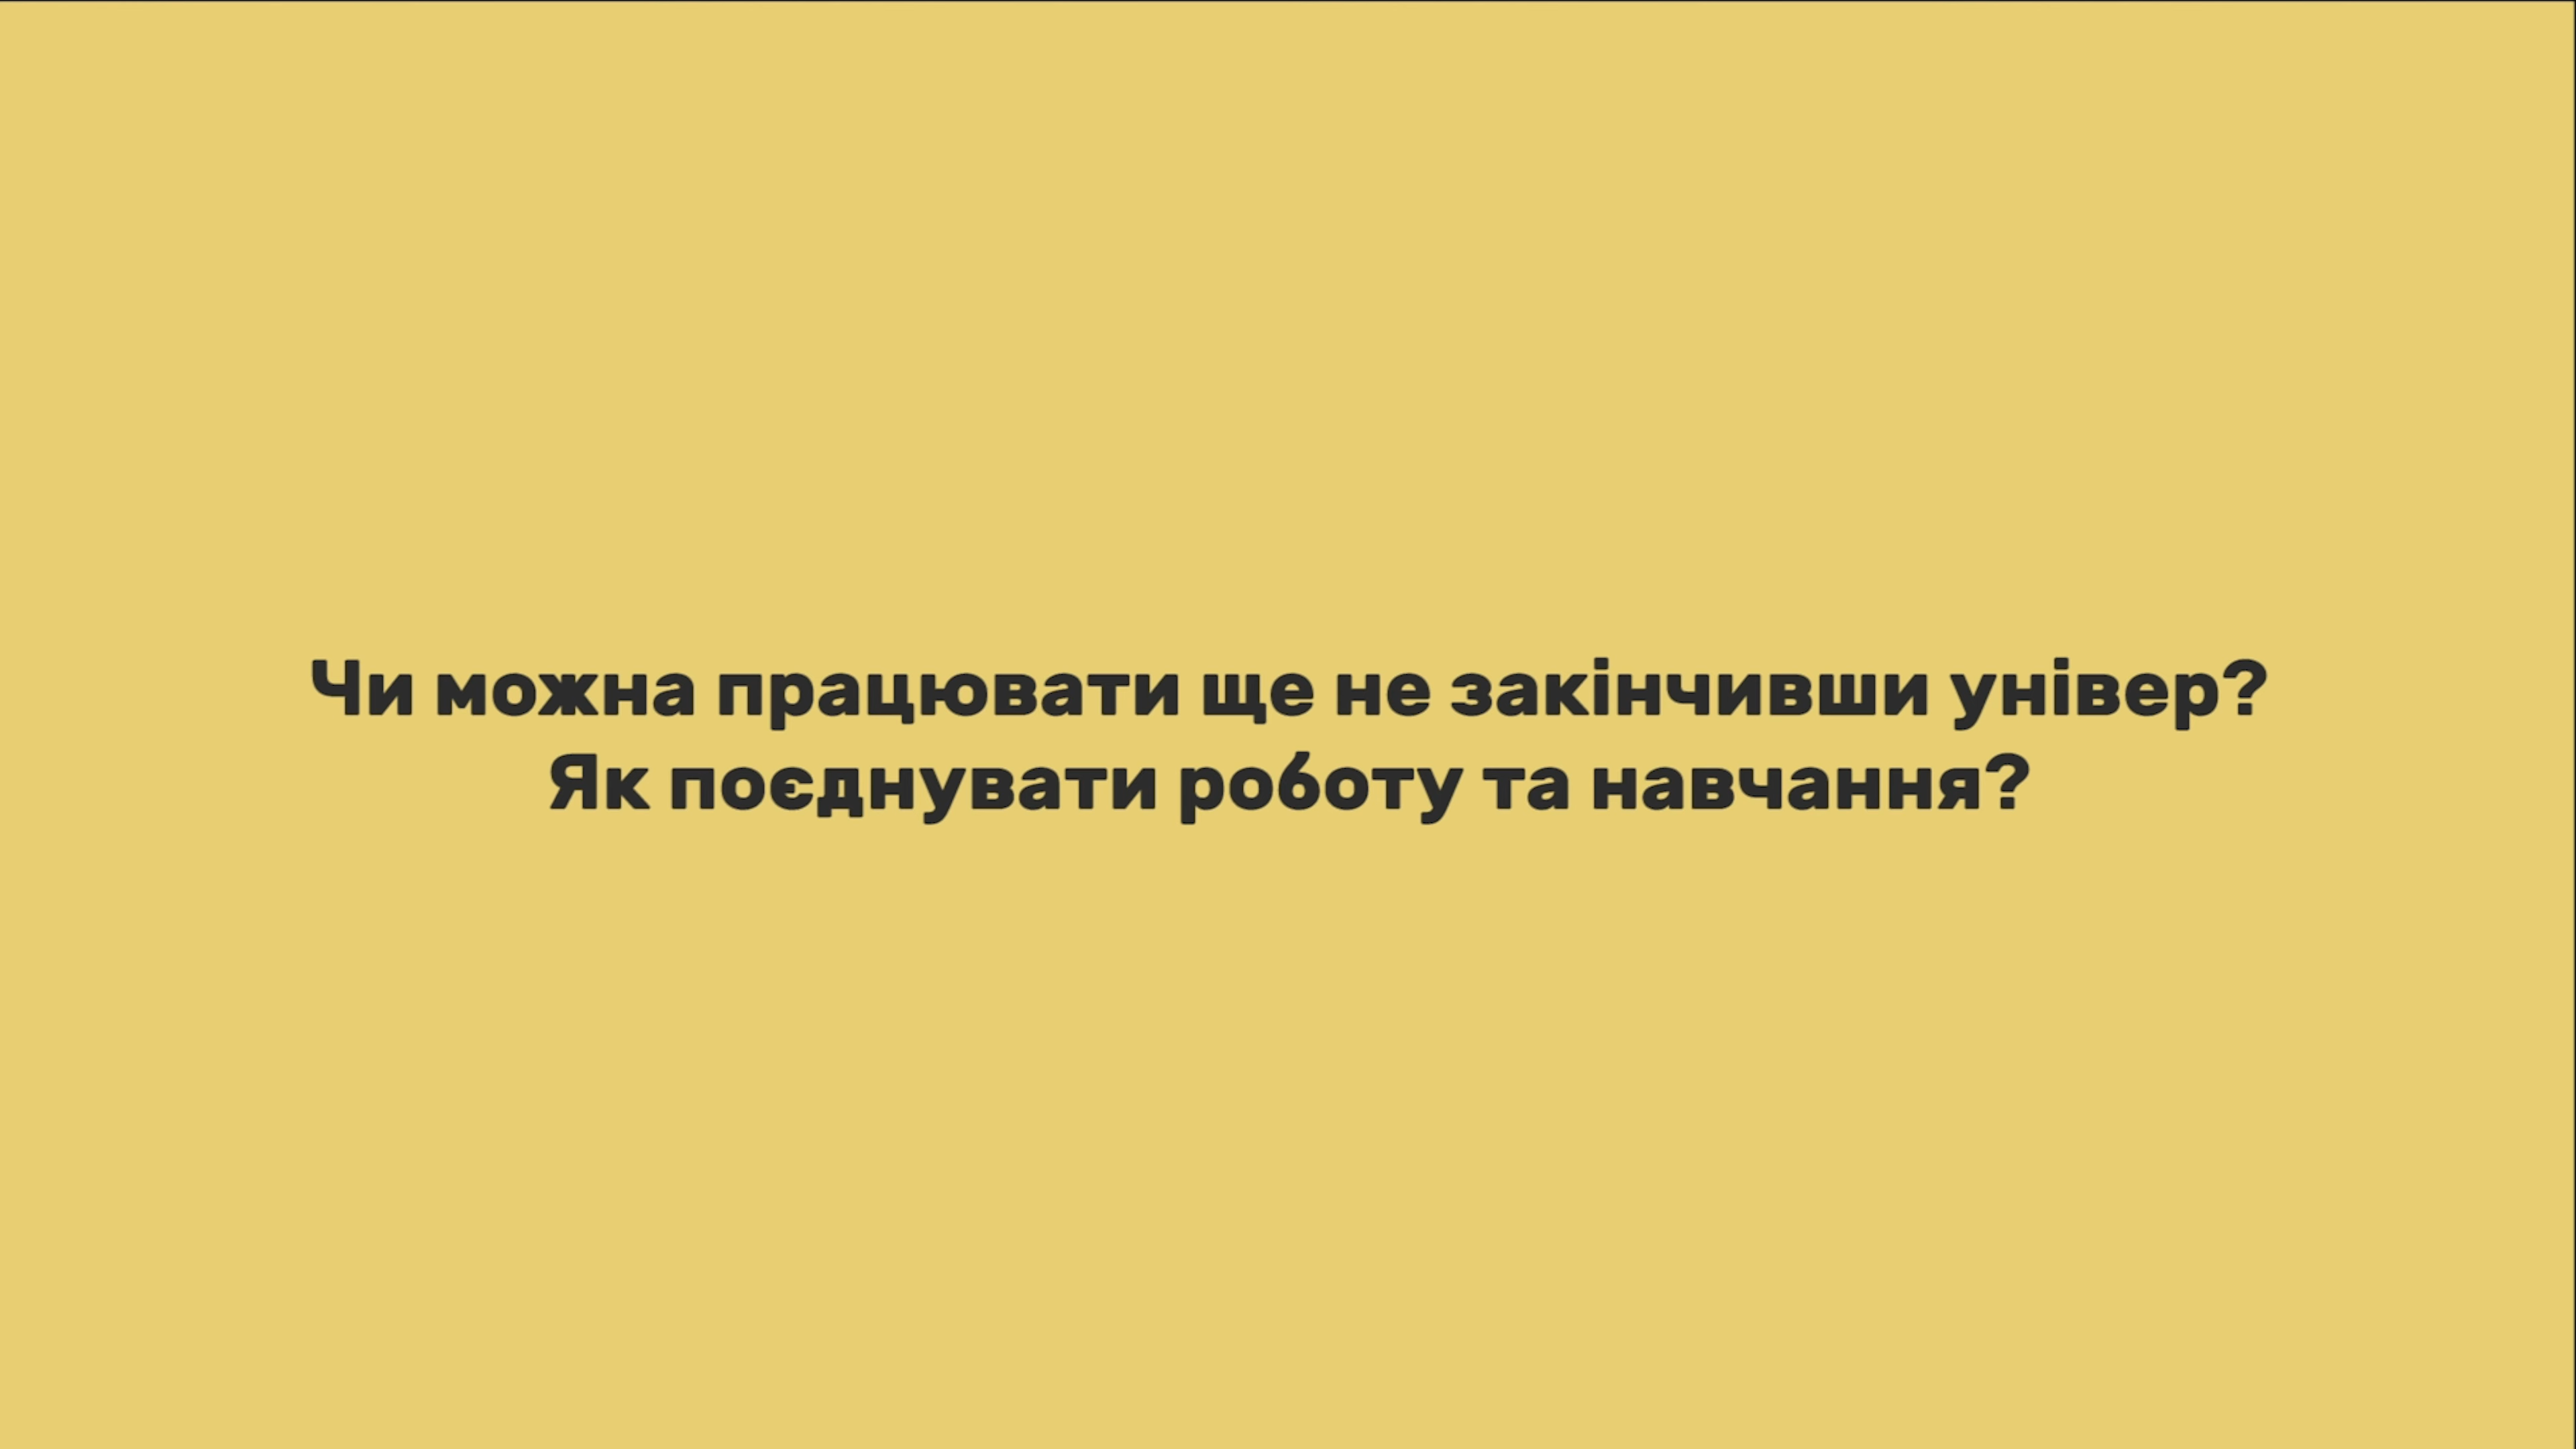 Чи можна працювати ще не закінчивши універ?
Як поєднувати роботу та навчання?